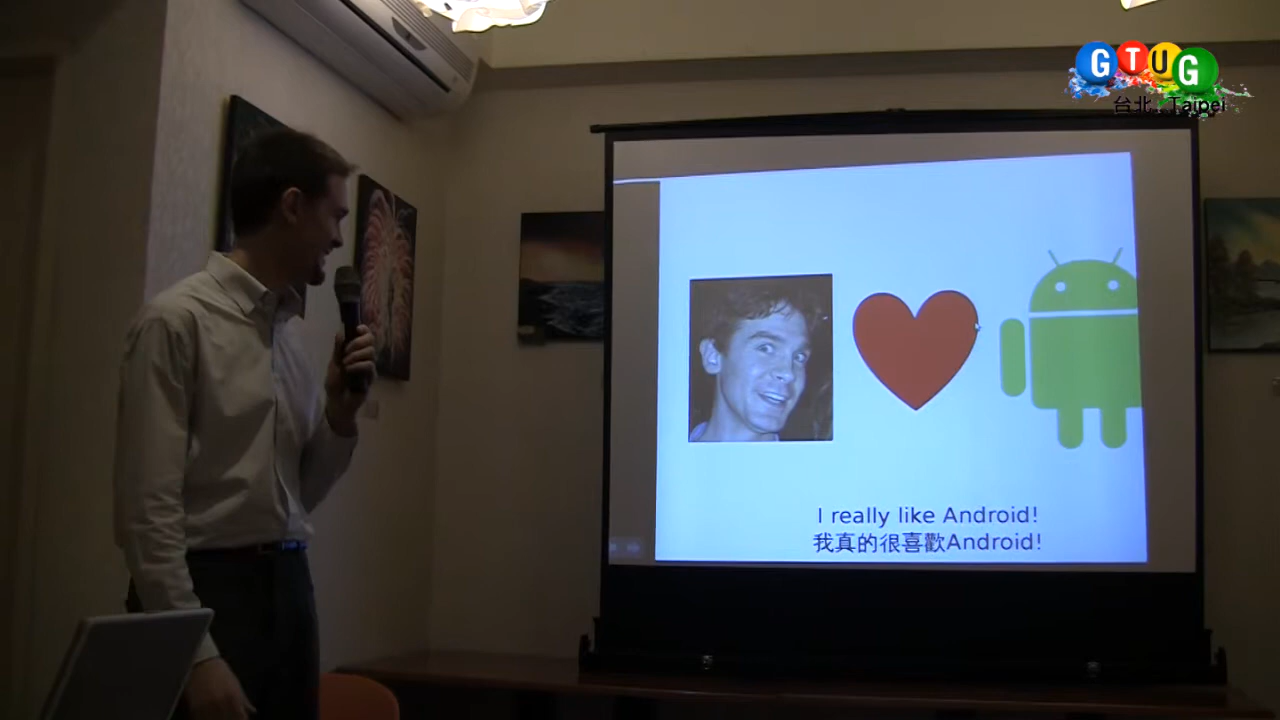 GTUG
台北 Taipei
I really like Android!
我真的很喜歡Android!